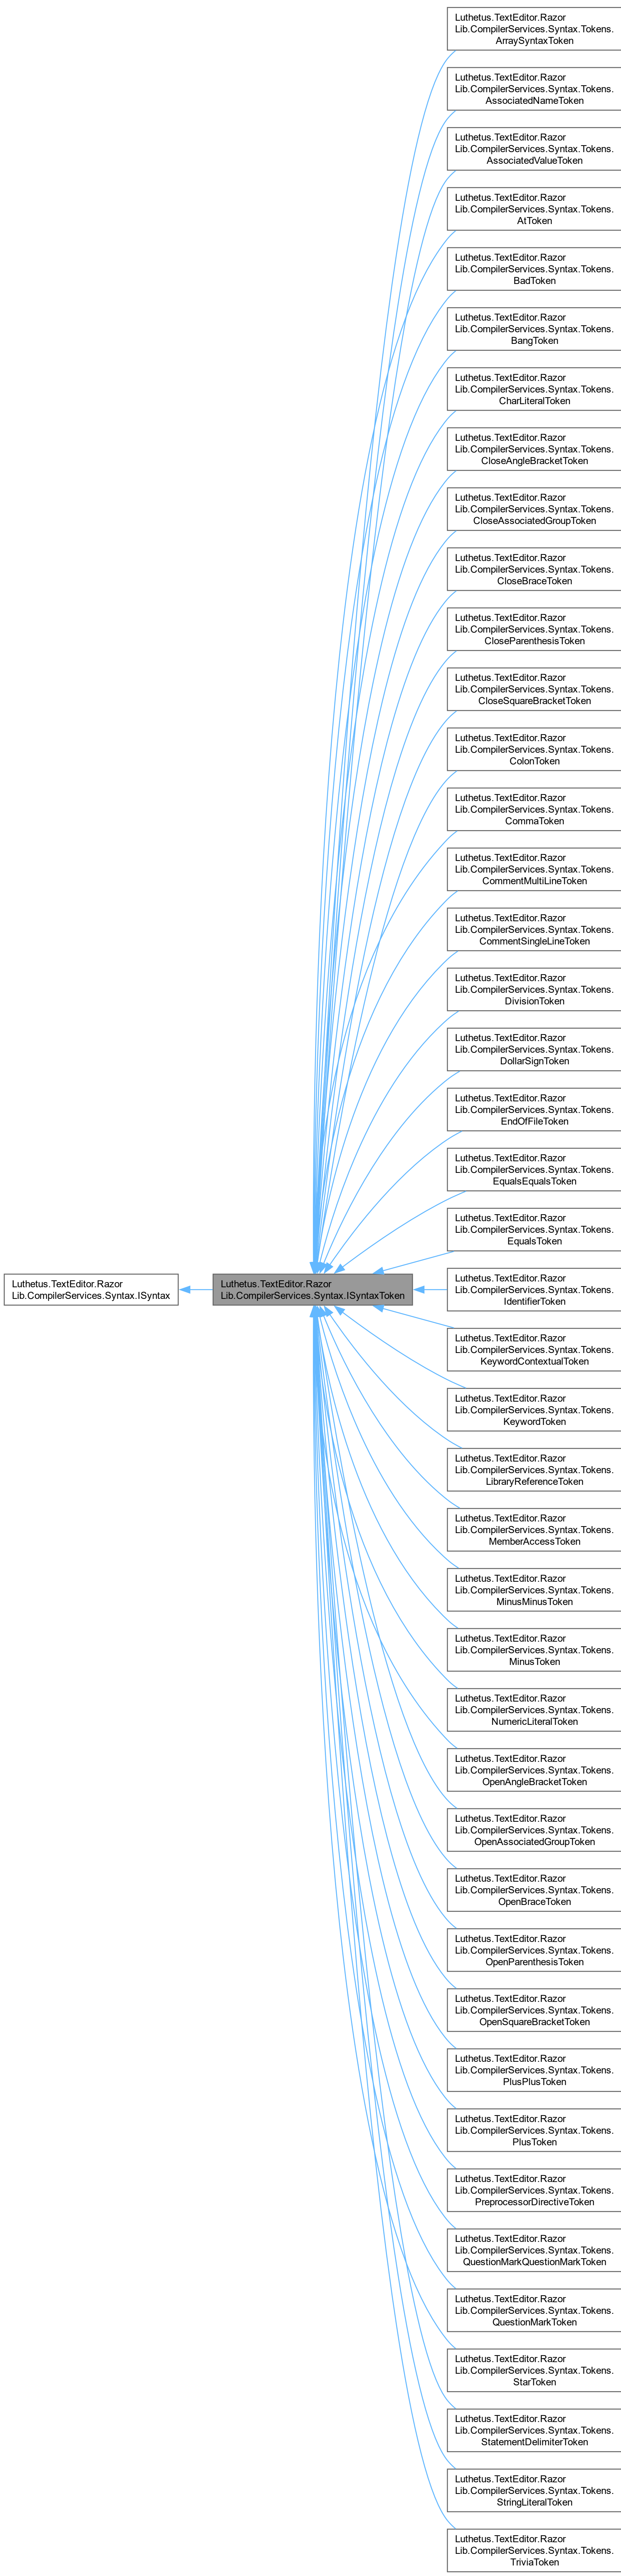 Luthetus.TextEditor.Razor
Lib.CompilerServices.Syntax.Tokens.
ArraySyntaxToken
Luthetus.TextEditor.Razor
Lib.CompilerServices.Syntax.Tokens.
AssociatedNameToken
Luthetus.TextEditor.Razor
Lib.CompilerServices.Syntax.Tokens.
AssociatedValueToken
Luthetus.TextEditor.Razor
Lib.CompilerServices.Syntax.Tokens.
AtToken
Luthetus.TextEditor.Razor
Lib.CompilerServices.Syntax.Tokens.
BadToken
Luthetus.TextEditor.Razor
Lib.CompilerServices.Syntax.Tokens.
BangToken
Luthetus.TextEditor.Razor
Lib.CompilerServices.Syntax.Tokens.
CharLiteralToken
Luthetus.TextEditor.Razor
Lib.CompilerServices.Syntax.Tokens.
CloseAngleBracketToken
Luthetus.TextEditor.Razor
Lib.CompilerServices.Syntax.Tokens.
CloseAssociatedGroupToken
Luthetus.TextEditor.Razor
Lib.CompilerServices.Syntax.Tokens.
CloseBraceToken
Luthetus.TextEditor.Razor
Lib.CompilerServices.Syntax.Tokens.
CloseParenthesisToken
Luthetus.TextEditor.Razor
Lib.CompilerServices.Syntax.Tokens.
CloseSquareBracketToken
Luthetus.TextEditor.Razor
Lib.CompilerServices.Syntax.Tokens.
ColonToken
Luthetus.TextEditor.Razor
Lib.CompilerServices.Syntax.Tokens.
CommaToken
Luthetus.TextEditor.Razor
Lib.CompilerServices.Syntax.Tokens.
CommentMultiLineToken
Luthetus.TextEditor.Razor
Lib.CompilerServices.Syntax.Tokens.
CommentSingleLineToken
Luthetus.TextEditor.Razor
Lib.CompilerServices.Syntax.Tokens.
DivisionToken
Luthetus.TextEditor.Razor
Lib.CompilerServices.Syntax.Tokens.
DollarSignToken
Luthetus.TextEditor.Razor
Lib.CompilerServices.Syntax.Tokens.
EndOfFileToken
Luthetus.TextEditor.Razor
Lib.CompilerServices.Syntax.Tokens.
EqualsEqualsToken
Luthetus.TextEditor.Razor
Lib.CompilerServices.Syntax.Tokens.
EqualsToken
Luthetus.TextEditor.Razor
Lib.CompilerServices.Syntax.ISyntax
Luthetus.TextEditor.Razor
Lib.CompilerServices.Syntax.ISyntaxToken
Luthetus.TextEditor.Razor
Lib.CompilerServices.Syntax.Tokens.
IdentifierToken
Luthetus.TextEditor.Razor
Lib.CompilerServices.Syntax.Tokens.
KeywordContextualToken
Luthetus.TextEditor.Razor
Lib.CompilerServices.Syntax.Tokens.
KeywordToken
Luthetus.TextEditor.Razor
Lib.CompilerServices.Syntax.Tokens.
LibraryReferenceToken
Luthetus.TextEditor.Razor
Lib.CompilerServices.Syntax.Tokens.
MemberAccessToken
Luthetus.TextEditor.Razor
Lib.CompilerServices.Syntax.Tokens.
MinusMinusToken
Luthetus.TextEditor.Razor
Lib.CompilerServices.Syntax.Tokens.
MinusToken
Luthetus.TextEditor.Razor
Lib.CompilerServices.Syntax.Tokens.
NumericLiteralToken
Luthetus.TextEditor.Razor
Lib.CompilerServices.Syntax.Tokens.
OpenAngleBracketToken
Luthetus.TextEditor.Razor
Lib.CompilerServices.Syntax.Tokens.
OpenAssociatedGroupToken
Luthetus.TextEditor.Razor
Lib.CompilerServices.Syntax.Tokens.
OpenBraceToken
Luthetus.TextEditor.Razor
Lib.CompilerServices.Syntax.Tokens.
OpenParenthesisToken
Luthetus.TextEditor.Razor
Lib.CompilerServices.Syntax.Tokens.
OpenSquareBracketToken
Luthetus.TextEditor.Razor
Lib.CompilerServices.Syntax.Tokens.
PlusPlusToken
Luthetus.TextEditor.Razor
Lib.CompilerServices.Syntax.Tokens.
PlusToken
Luthetus.TextEditor.Razor
Lib.CompilerServices.Syntax.Tokens.
PreprocessorDirectiveToken
Luthetus.TextEditor.Razor
Lib.CompilerServices.Syntax.Tokens.
QuestionMarkQuestionMarkToken
Luthetus.TextEditor.Razor
Lib.CompilerServices.Syntax.Tokens.
QuestionMarkToken
Luthetus.TextEditor.Razor
Lib.CompilerServices.Syntax.Tokens.
StarToken
Luthetus.TextEditor.Razor
Lib.CompilerServices.Syntax.Tokens.
StatementDelimiterToken
Luthetus.TextEditor.Razor
Lib.CompilerServices.Syntax.Tokens.
StringLiteralToken
Luthetus.TextEditor.Razor
Lib.CompilerServices.Syntax.Tokens.
TriviaToken